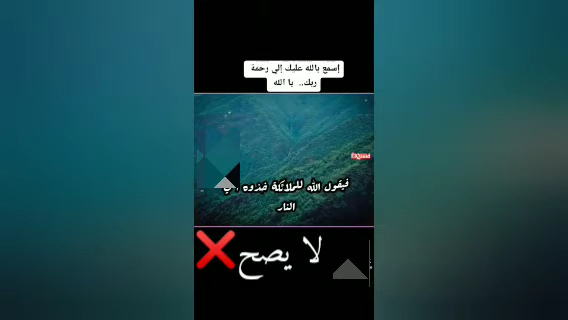 إسمع بالله عليك إلى رحمة
ربك.. يا الله
فيقول الله للملائكة خذوه
النار
لا يصح❌